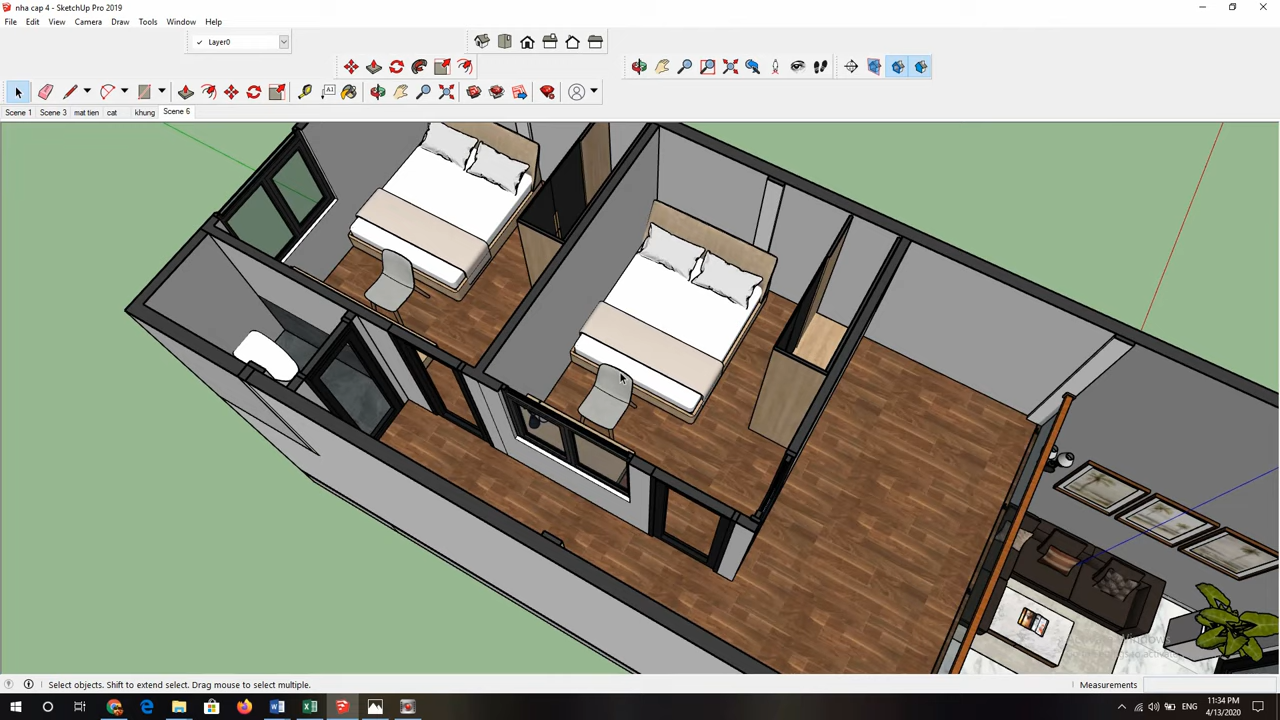 nha cap 4 - SketchUp Pro 2019
File Edit View Camera Draw Tools Window Help
Layer0
Scene 1 Scene 3 mat tien cat khung Scene 6
Select objects. Shift to extend select. Drag mouse to select multiple.
Measurements
ENG
11:34 PM
4/13/2020